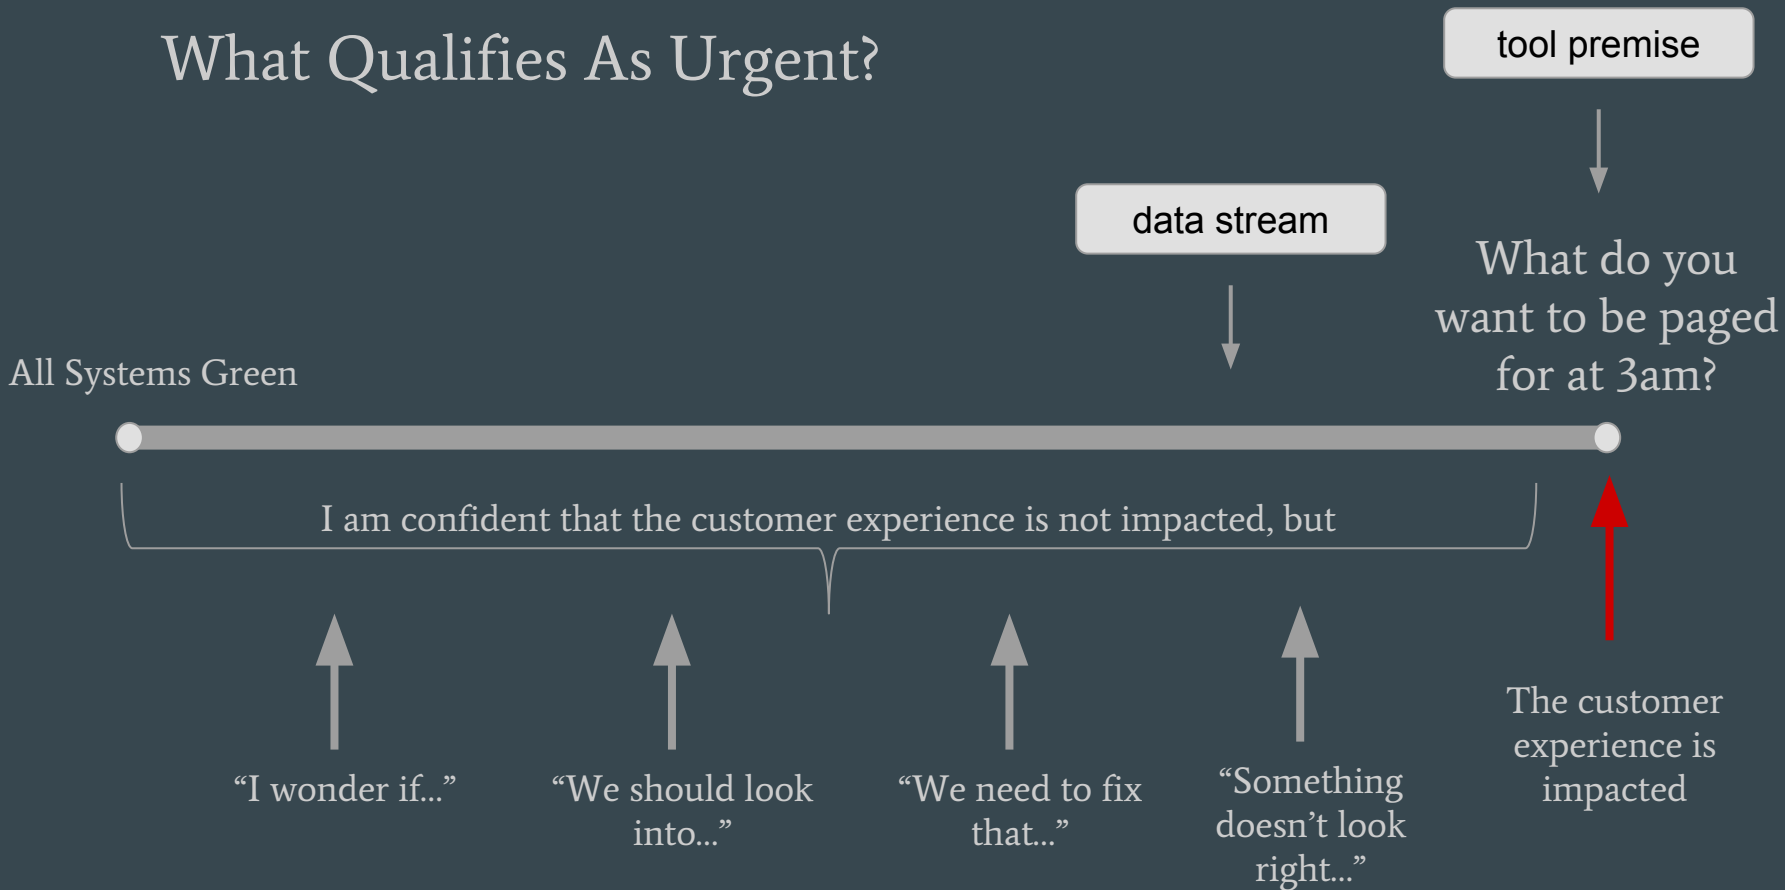 What Qualifies As Urgent?
tool premise
data stream
What do you
want to be paged
for at 3am?
All Systems Green
I am confident that the customer experience is not impacted, but
“I wonder if...”
“We should look
into...”
“We need to fix
that...”
“Something
doesn’t look
right...”
The customer
experience is
impacted